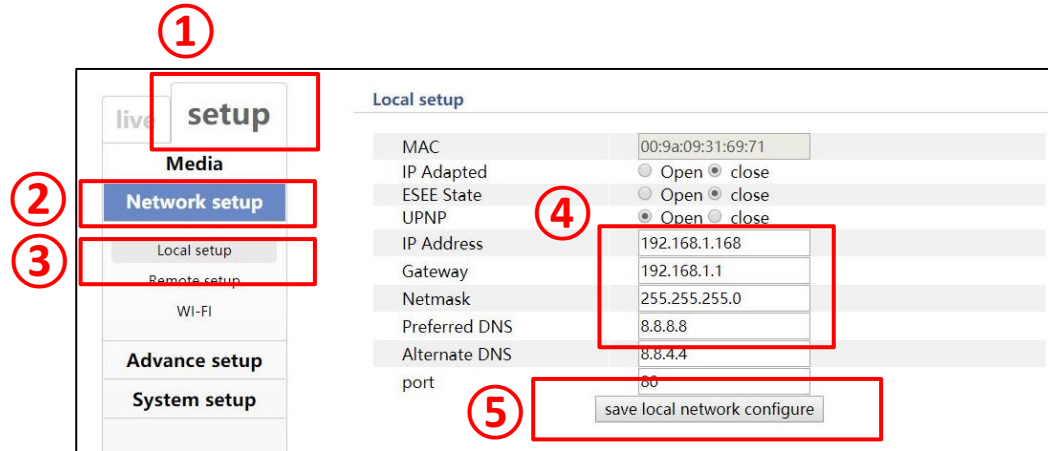 ①
live setup
Media
② Network setup
③ Local setup
Remote setup
WI-FI
Advance setup
System setup
Local setup
MAC 00:9a:09:31:69:71
IP Adapted Open close
ESEE State Open close
UPNP Open close
④
IP Address 192.168.1.168
Gateway 192.168.1.1
Netmask 255.255.255.0
Preferred DNS 8.8.8.8
Alternate DNS 8.8.4.4
port 80
⑤ save local network configure